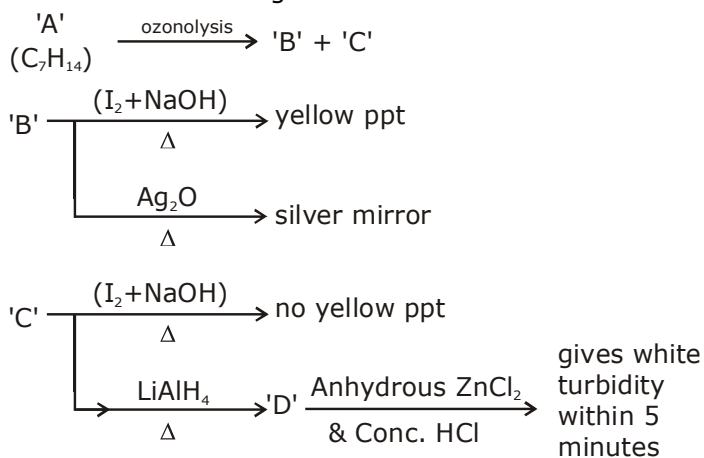 'A' ozonolysis 'B' + 'C'
(C₇H₁₄)
(I₂+NaOH)
'B' yellow ppt
Δ
Ag₂O
silver mirror
Δ
(I₂+NaOH)
'C' no yellow ppt
Δ
LiAlH₄ 'D' Anhydrous ZnCl₂
Δ & Conc. HCl
gives white
turbidity
within 5
minutes